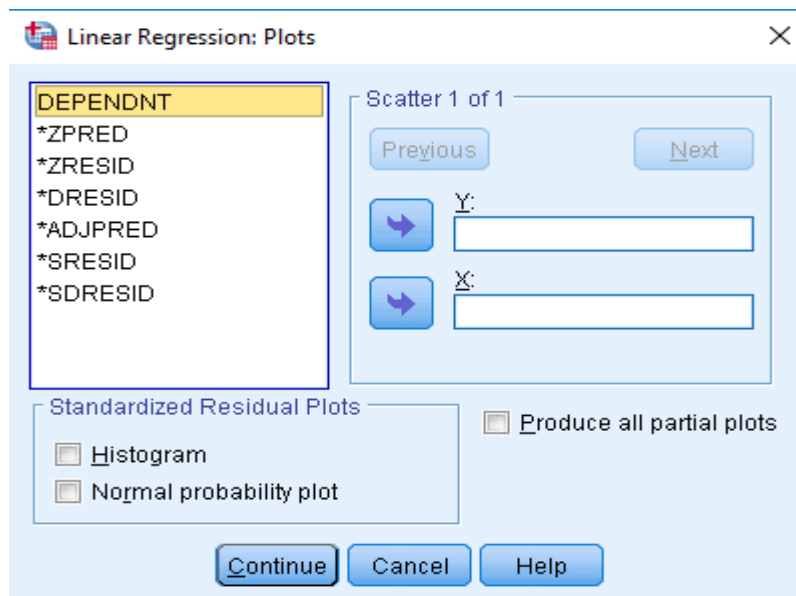 Linear Regression: Plots
DEPENDNT
*ZPRED
*ZRESID
*DRESID
*ADJPRED
*SRESID
*SDRESID
Scatter 1 of 1
Previous
Next
Y:
X:
Standardized Residual Plots
Histogram
Normal probability plot
Produce all partial plots
Continue
Cancel
Help